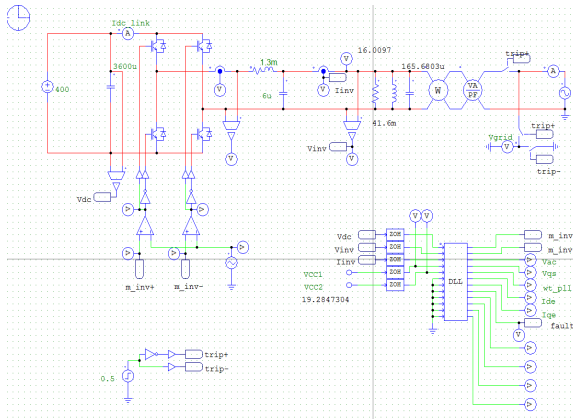 Idc_link
16.0097
trip+
400
3600u
1.3m
6u
Iinv
165.6803u
W
VA
PF
A
V
41.6m
Vinv
Vgrid
trip+
trip-
Vdc
m_inv+
m_inv-
Vdc
Vinv
Iinv
VCC1
VCC2
19.2847304
ZOH
ZOH
ZOH
ZOH
ZOH
DLL
m_inv
m_inv
Vac
Vqs
wt_pll
Ide
Iqe
fault
V
0.5
trip+
trip-